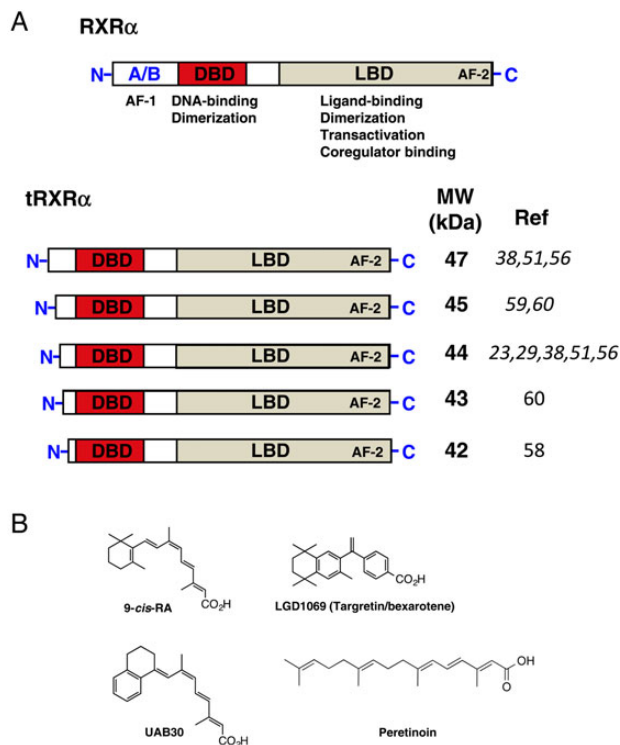 A
RXRα
N A/B DBD LBD AF-2 C
AF-1 DNA-binding Ligand-binding
Dimerization Dimerization
Transactivation
Coregulator binding
tRXRα MW (kDa) Ref
N DBD LBD AF-2 C 47 38,51,56
N DBD LBD AF-2 C 45 59,60
N DBD LBD AF-2 C 44 23,29,38,51,56
N DBD LBD AF-2 C 43 60
N DBD LBD AF-2 C 42 58
B
CO₂H
CO₂H
9-cis-RA LGD1069 (Targretin/bexarotene)
OH
O
CO₂H
UAB30 Peretinoin